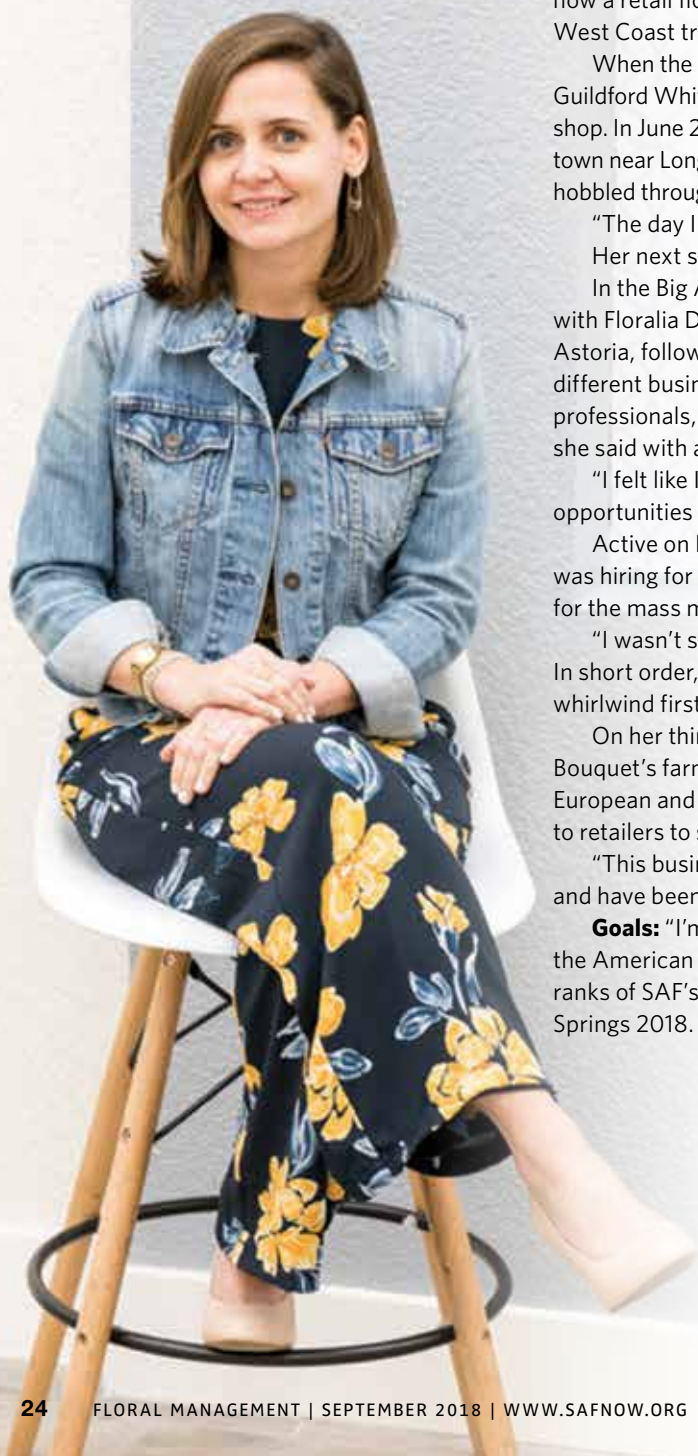 West Coast tr
When the
Guildford Whi
shop. In June 2
town near Long
hobbled throug
“The day I
Her next s
In the Big A
with Floralia D
Astoria, follow
different busin
professionals,
she said with a
“I felt like I
opportunities
Active on
was hiring for
for the mass m
“I wasn’t s
In short order,
whirlwind first
On her thir
Bouquet’s farr
European and
to retailers to s
“This busi
and have been
Goals: “I’m
the American
ranks of SAF’s
Springs 2018.
24 FLORAL MANAGEMENT | SEPTEMBER 2018 | WWW.SAFNOW.ORG